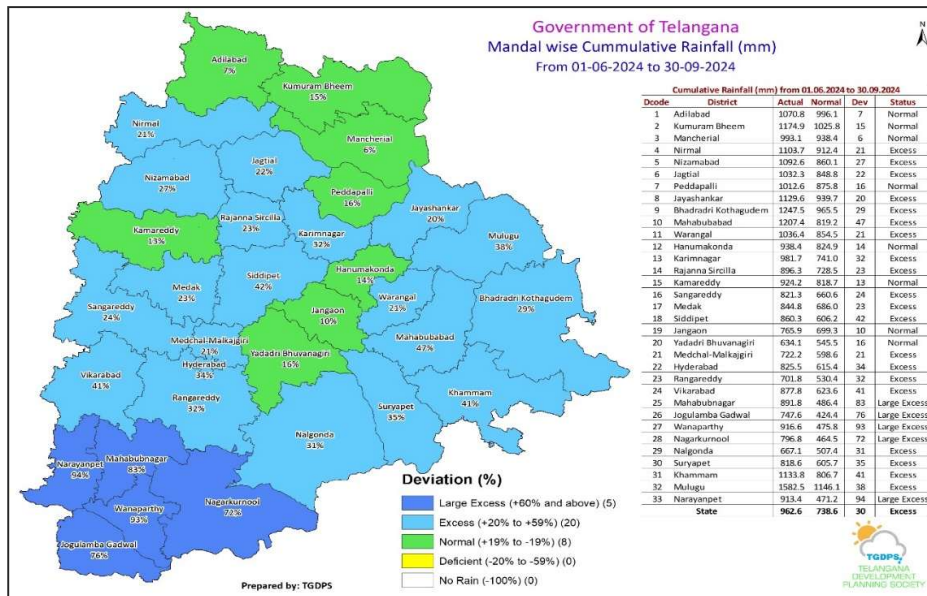 Government of Telangana
Mandal wise Cummulative Rainfall (mm)
From 01-06-2024 to 30-09-2024
N
Adilabad
7%
Kumuram Bheem
15%
Nirmal
21%
Mancherial
6%
Jagtial
22%
Nizamabad
27%
Peddapalli
16%
Jayashankar
20%
Rajanna Sircilla
23%
Karimnagar
32%
Kamareddy
13%
Mulugu
38%
Hanumakonda
14%
Siddipet
42%
Medak
23%
Warangal
21%
Bhadradri Kothagudem
29%
Sangareddy
24%
Jangaon
10%
Mahabubabad
47%
Medchal-Malkajgiri
21%
Yadadri Bhuvanagiri
16%
Hyderabad
34%
Vikarabad
41%
Rangareddy
32%
Khammam
41%
Suryapet
35%
Nalgonda
31%
Mahabubnagar
83%
Narayanpet
94%
Nagarkurnool
72%
Wanaparthy
93%
Jogulamba Gadwal
76%
Cumulative Rainfall (mm) from 01.06.2024 to 30.09.2024
Dcode District Actual Normal Dev Status
1 Adilabad 1070.8 996.1 7 Normal
2 Kumuram Bheem 1174.9 1025.8 15 Normal
3 Mancherial 993.1 938.4 6 Normal
4 Nirmal 1103.7 912.4 21 Excess
5 Nizamabad 1092.6 860.1 27 Excess
6 Jagtial 1032.3 848.8 22 Excess
7 Peddapalli 1012.6 875.8 16 Normal
8 Jayashankar 1129.6 939.7 20 Excess
9 Bhadradri Kothagudem 1247.5 965.5 29 Excess
10 Mahabubabad 1207.4 819.2 47 Excess
11 Warangal 1036.4 854.5 21 Excess
12 Hanumakonda 938.4 824.9 14 Normal
13 Karimnagar 981.7 741.0 32 Excess
14 Rajanna Sircilla 896.3 728.5 23 Excess
15 Kamareddy 924.2 818.7 13 Normal
16 Sangareddy 821.3 660.6 24 Excess
17 Medak 844.8 686.0 23 Excess
18 Siddipet 860.3 606.2 42 Excess
19 Jangaon 765.9 699.3 10 Normal
20 Yadadri Bhuvanagiri 634.1 545.5 16 Normal
21 Medchal-Malkajgiri 722.2 598.6 21 Excess
22 Hyderabad 825.5 615.4 34 Excess
23 Rangareddy 701.8 530.4 32 Excess
24 Vikarabad 877.8 623.6 41 Excess
25 Mahabubnagar 891.8 486.4 83 Large Excess
26 Jogulamba Gadwal 747.6 424.4 76 Large Excess
27 Wanaparthy 916.6 475.8 93 Large Excess
28 Nagarkurnool 796.8 464.5 72 Large Excess
29 Nalgonda 667.1 507.4 31 Excess
30 Suryapet 818.6 605.7 35 Excess
31 Khammam 1133.8 806.7 41 Excess
32 Mulugu 1582.5 1146.1 38 Excess
33 Narayanpet 913.4 471.2 94 Large Excess
State 962.6 738.6 30 Excess
Deviation (%)
Large Excess (+60% and above) (5)
Excess (+20% to +59%) (20)
Normal (+19% to -19%) (8)
Deficient (-20% to -59%) (0)
No Rain (-100%) (0)
Prepared by: TGDPS
TGDPS
TELANGANA
DEVELOPMENT
PLANNING SOCIETY